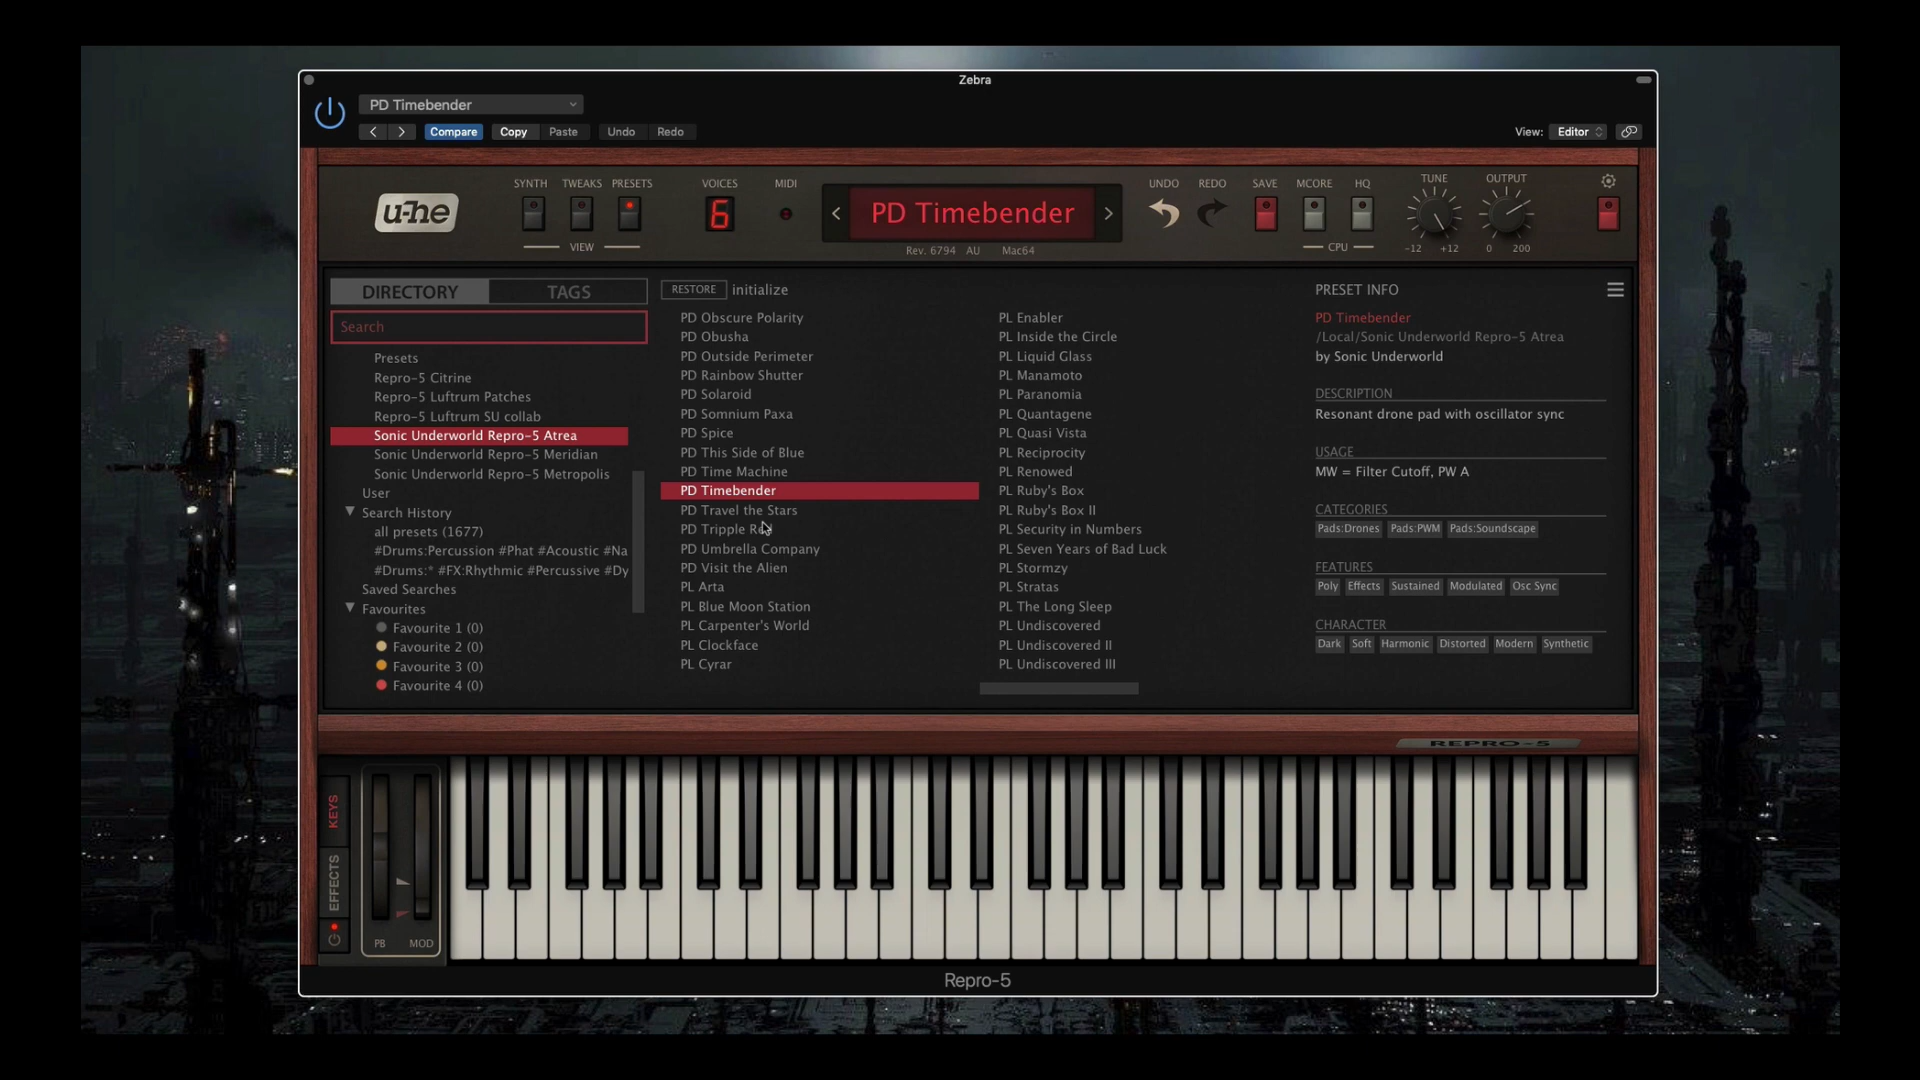 Zebra
PD Timebender
Compare Copy Paste Undo Redo
View: Editor
u-he
SYNTH TWEAKS PRESETS
VIEW
VOICES
6
MIDI
PD Timebender
Rev. 6794 AU Mac64
UNDO REDO SAVE MCORE HQ
CPU
TUNE
-12 +12
OUTPUT
0 200
DIRECTORY TAGS
Search
Presets
Repro-5 Citrine
Repro-5 Luftrum Patches
Repro-5 Luftrum SU collab
Sonic Underworld Repro-5 Atrea
Sonic Underworld Repro-5 Meridian
Sonic Underworld Repro-5 Metropolis
User
Search History
all presets (1677)
#Drums:Percussion #Phat #Acoustic #Na
#Drums:* #FX:Rhythmic #Percussive #Dy
Saved Searches
Favourites
Favourite 1 (0)
Favourite 2 (0)
Favourite 3 (0)
Favourite 4 (0)
RESTORE initialize
PD Obscure Polarity
PD Obusha
PD Outside Perimeter
PD Rainbow Shutter
PD Solaroid
PD Somnium Paxa
PD Spice
PD This Side of Blue
PD Time Machine
PD Timebender
PD Travel the Stars
PD Tripple Red
PD Umbrella Company
PD Visit the Alien
PL Arta
PL Blue Moon Station
PL Carpenter's World
PL Clockface
PL Cyrar
PL Enabler
PL Inside the Circle
PL Liquid Glass
PL Manamoto
PL Paranomia
PL Quantagene
PL Quasi Vista
PL Reciprocity
PL Renowed
PL Ruby's Box
PL Ruby's Box II
PL Security in Numbers
PL Seven Years of Bad Luck
PL Stormzy
PL Stratas
PL The Long Sleep
PL Undiscovered
PL Undiscovered II
PL Undiscovered III
PRESET INFO
PD Timebender
/Local/Sonic Underworld Repro-5 Atrea
by Sonic Underworld
DESCRIPTION
Resonant drone pad with oscillator sync
USAGE
MW = Filter Cutoff, PW A
CATEGORIES
Pads:Drones Pads:PWM Pads:Soundscape
FEATURES
Poly Effects Sustained Modulated Osc Sync
CHARACTER
Dark Soft Harmonic Distorted Modern Synthetic
REPRO-5
KEYS
EFFECTS
PB MOD
Repro-5